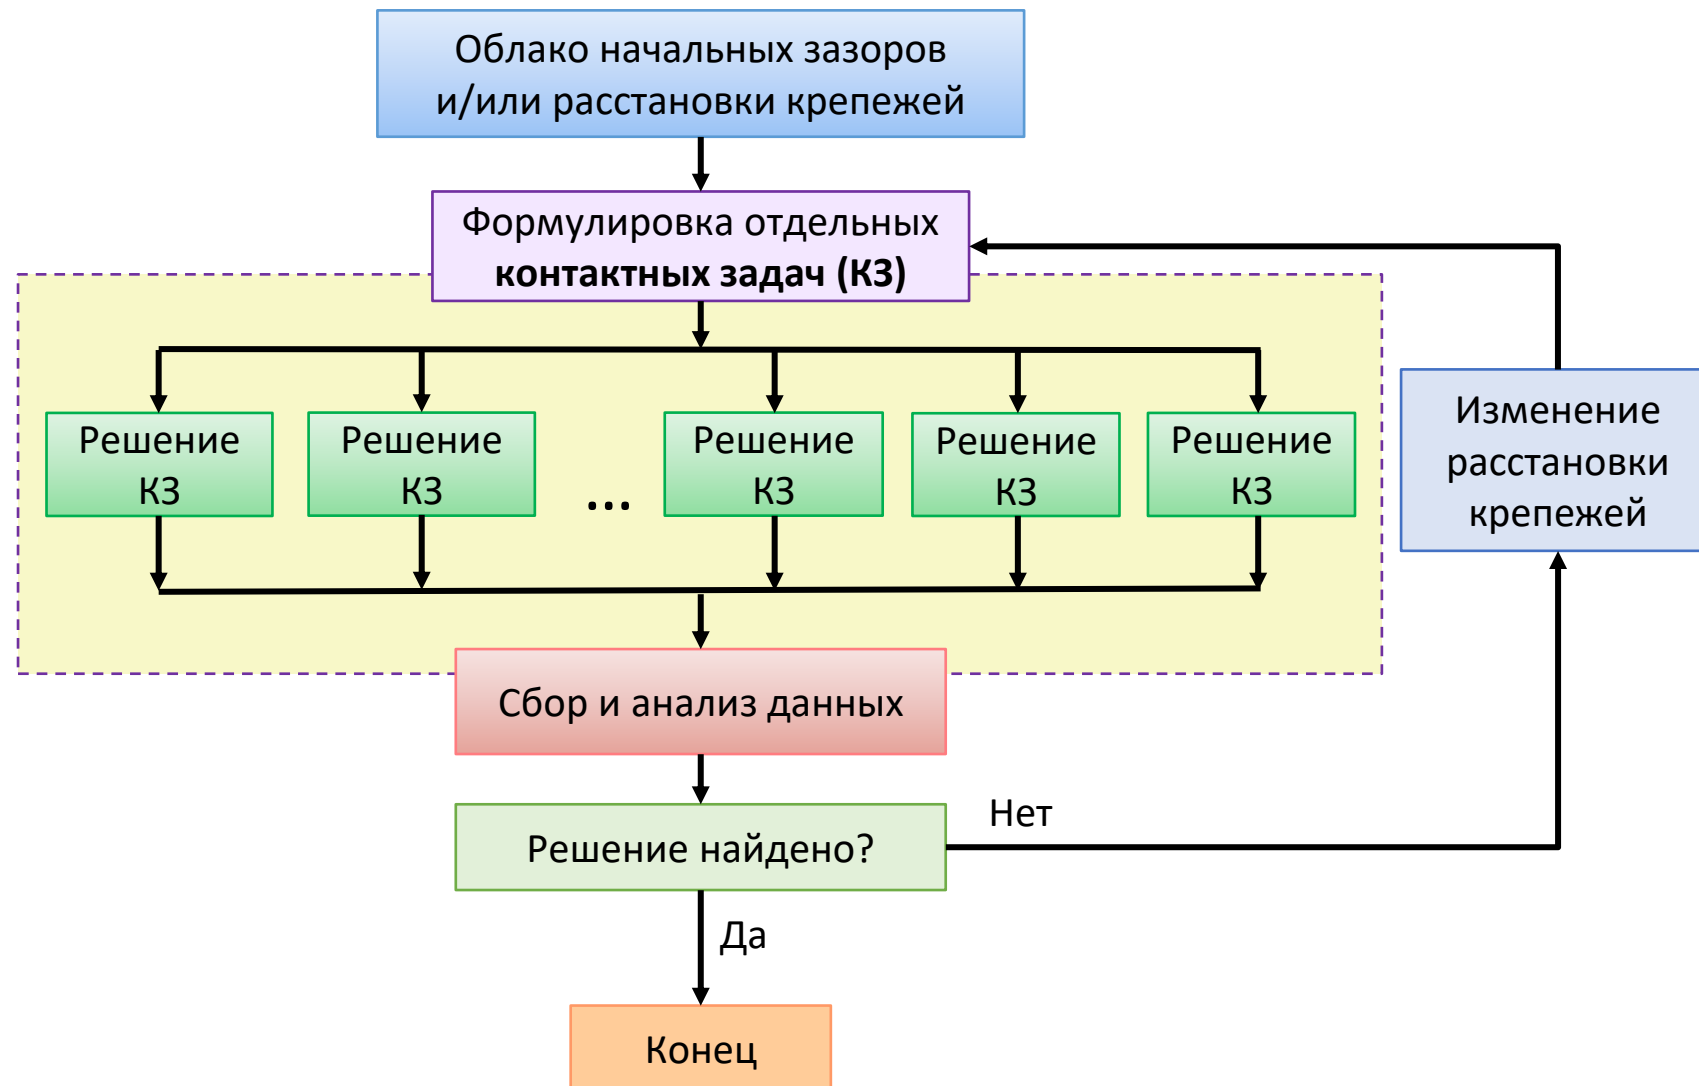 Облако начальных зазоров
и/или расстановки крепежей
Формулировка отдельных
контактных задач (КЗ)
Решение
КЗ
Решение
КЗ
...
Решение
КЗ
Решение
КЗ
Решение
КЗ
Изменение
расстановки
крепежей
Сбор и анализ данных
Решение найдено?
Нет
Да
Конец